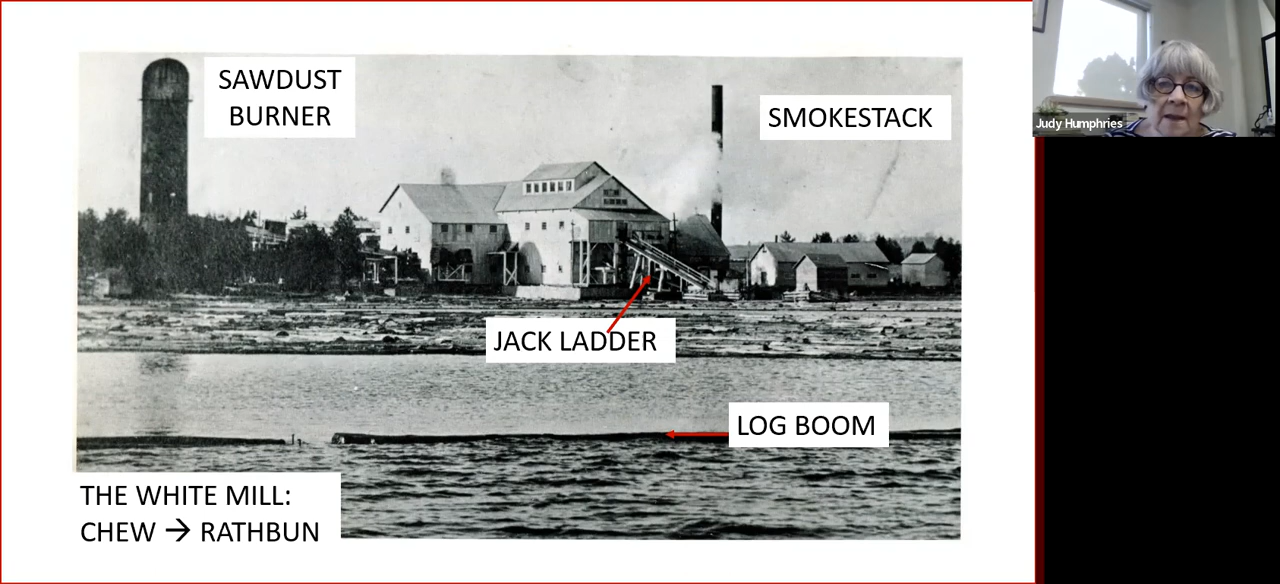 SAWDUST
BURNER
SMOKESTACK
Judy Humphries
JACK LADDER
LOG BOOM
THE WHITE MILL:
CHEW → RATHBUN